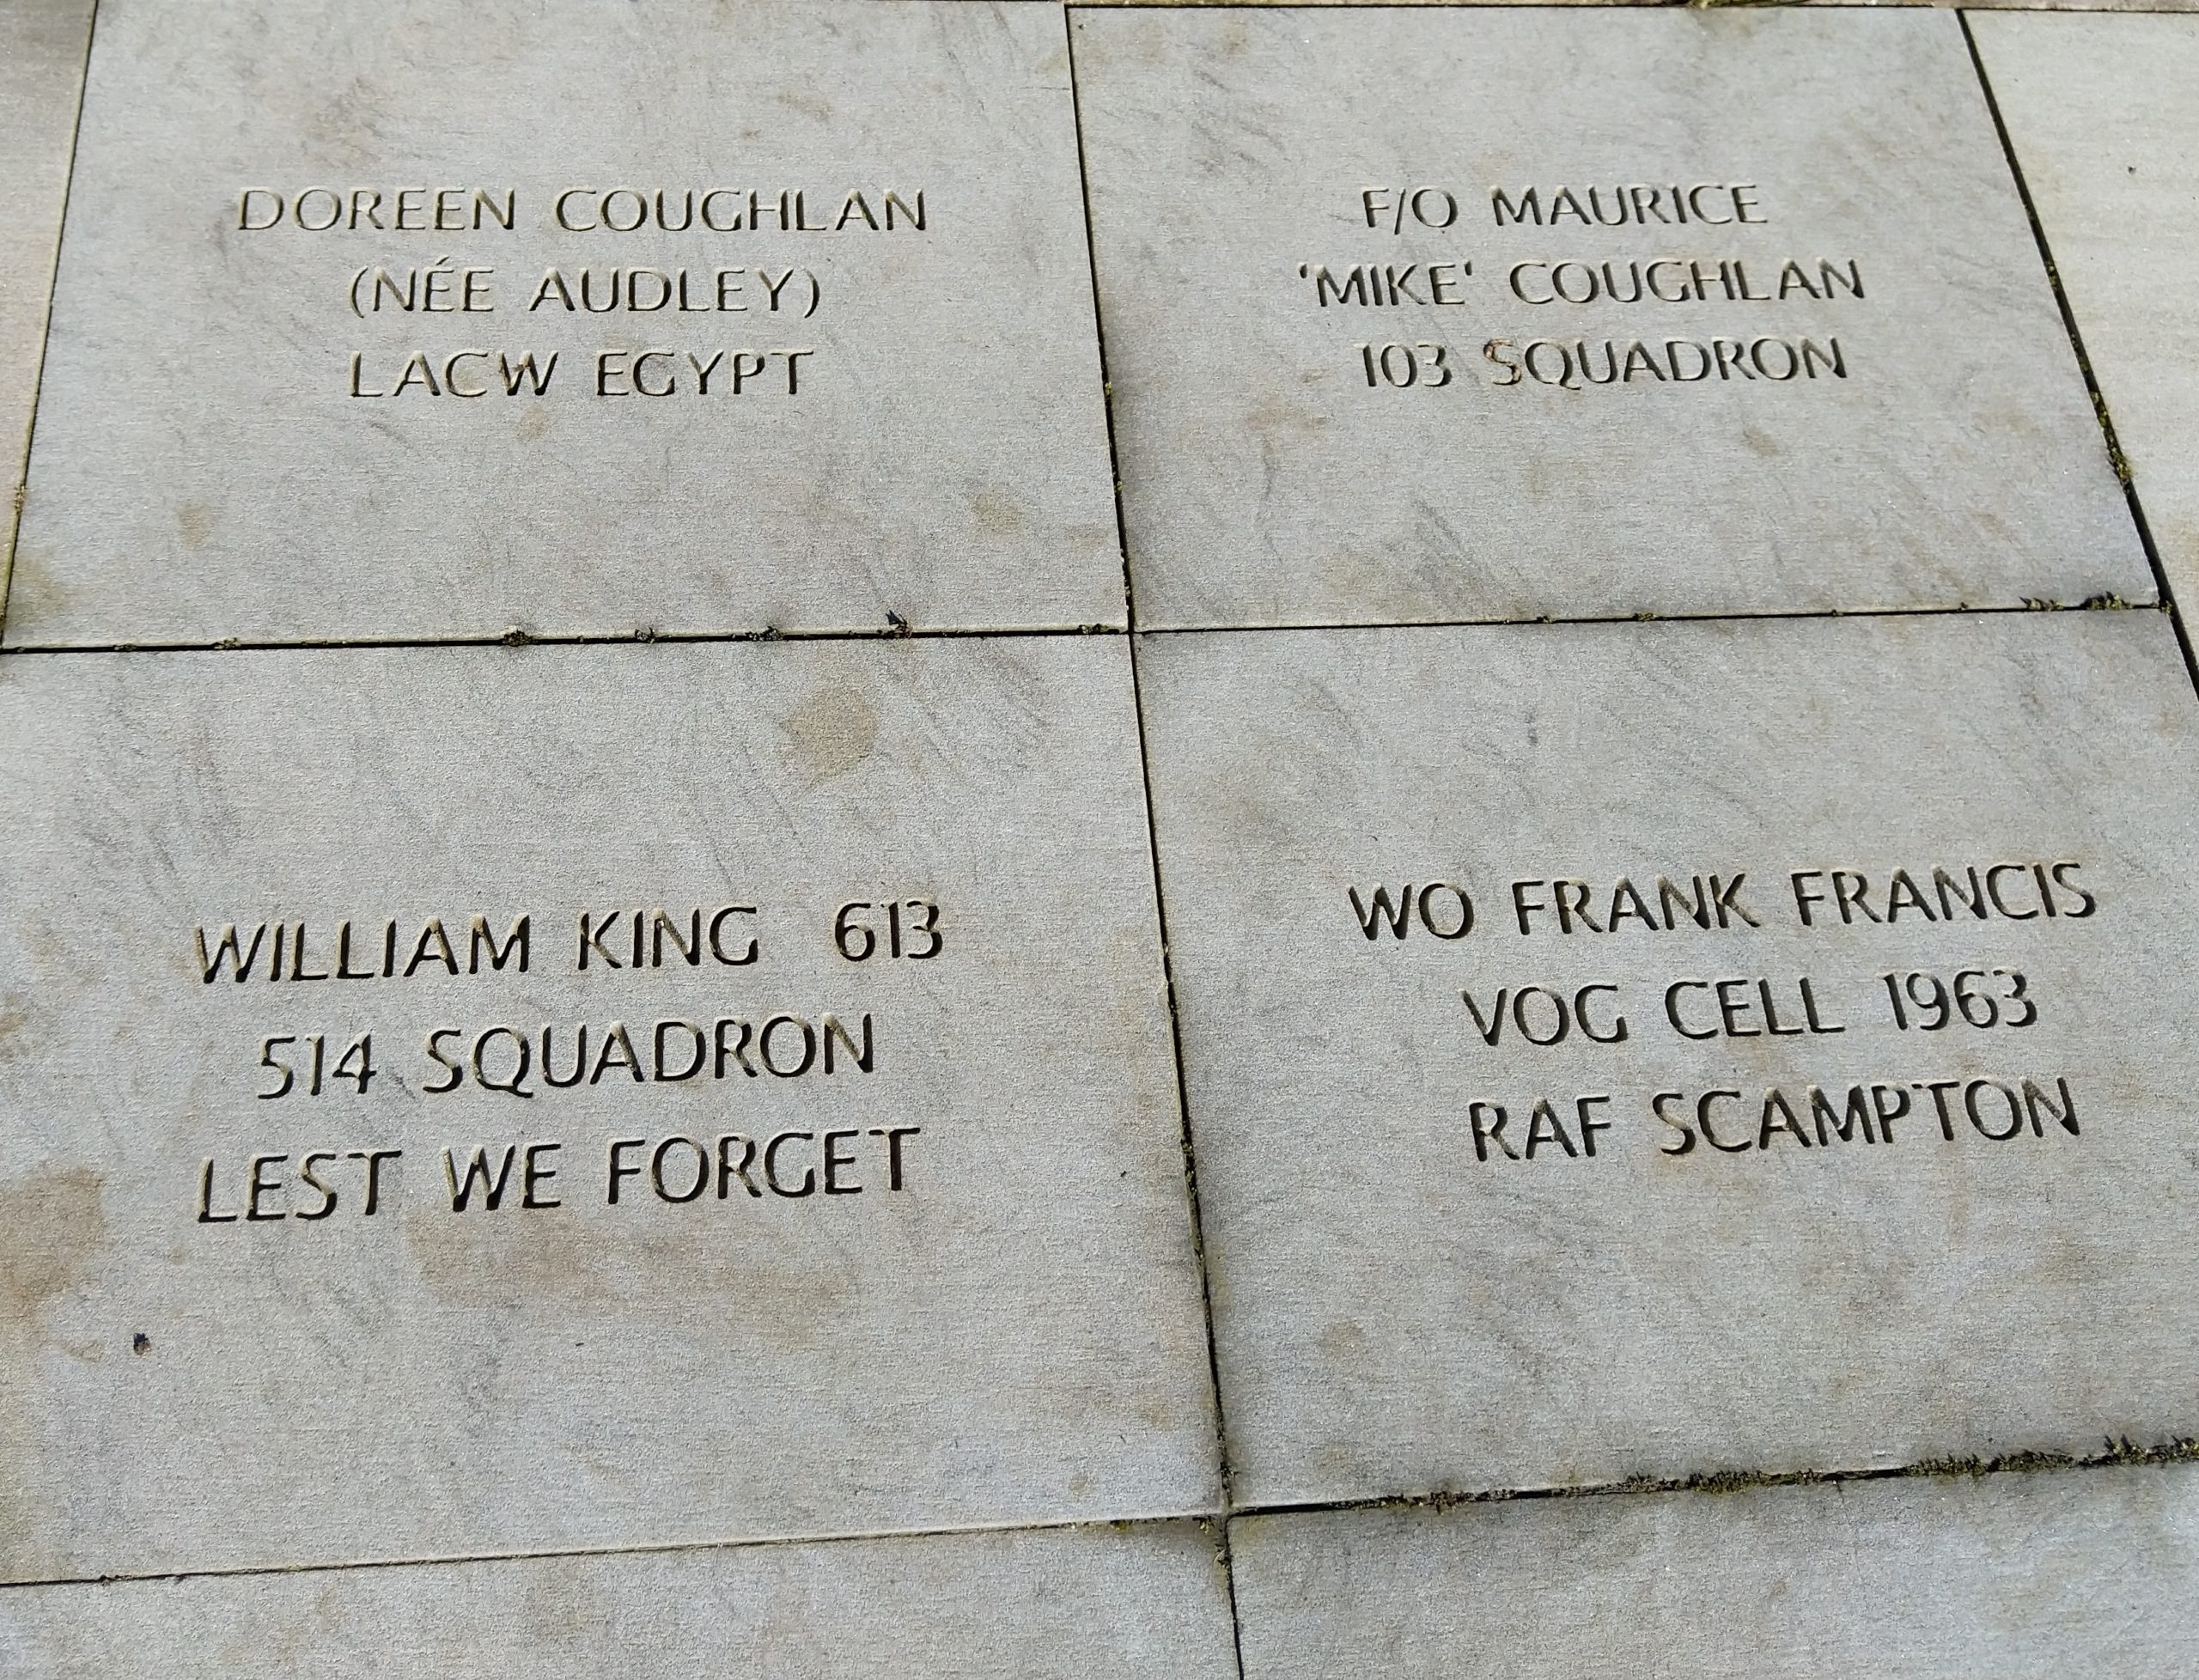 DOREEN COUGHLAN
(NÉE AUDLEY)
LACW EGYPT
F/O MAURICE
'MIKE' COUGHLAN
103 SQUADRON
WILLIAM KING 613
514 SQUADRON
LEST WE FORGET
WO FRANK FRANCIS
VOG CELL 1963
RAF SCAMPTON